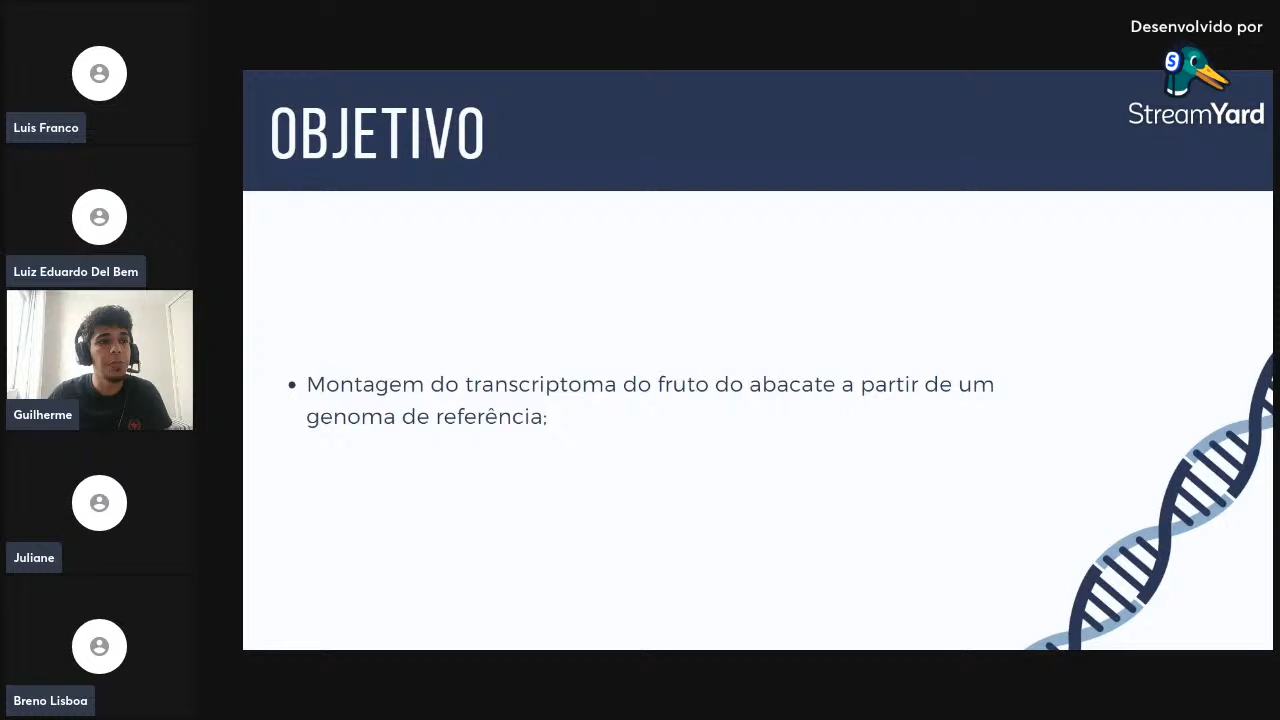 Desenvolvido por
StreamYard
Luis Franco
Luiz Eduardo Del Bem
Guilherme
Juliane
Breno Lisboa
OBJETIVO
• Montagem do transcriptoma do fruto do abacate a partir de um
genoma de referência;